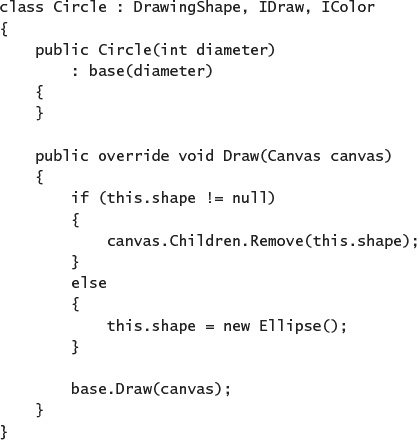 class Circle : DrawingShape, IDraw, IColor
{
    public Circle(int diameter)
        : base(diameter)
    {
    }

    public override void Draw(Canvas canvas)
    {
        if (this.shape != null)
        {
            canvas.Children.Remove(this.shape);
        }
        else
        {
            this.shape = new Ellipse();
        }

        base.Draw(canvas);
    }
}